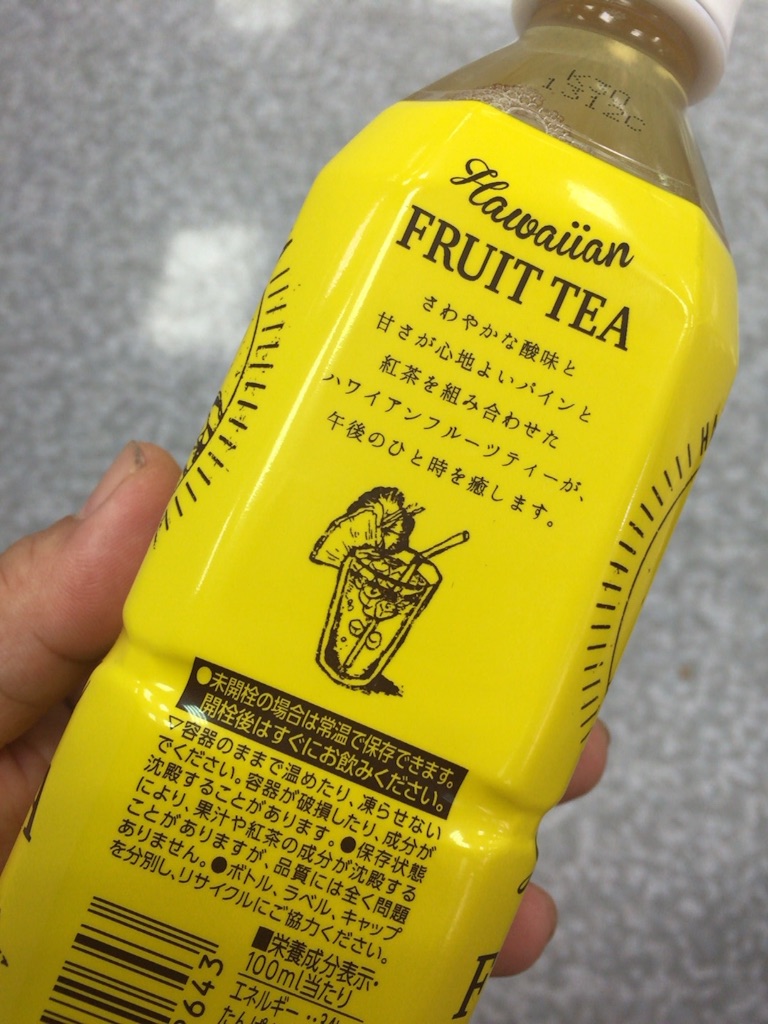 Hawaiian
FRUIT TEA
さわやかな酸味と
甘さが心地よいパインと
紅茶を組み合わせた
ハワイアンフルーツティーが、
午後のひと時を癒します。
●未開栓の場合は常温で保存できます。
開栓後はすぐにお飲みください。
▽容器のままで温めたり、凍らせない
でください。容器が破損したり、成分が
沈殿することがあります。●保存状態
により、果汁や紅茶の成分が沈殿する
ことがありますが、品質には全く問題
ありません。●ボトル、ラベル、キャップ
を分別し、リサイクルにご協力ください。
■栄養成分表示・
100ml当たり
エネルギー